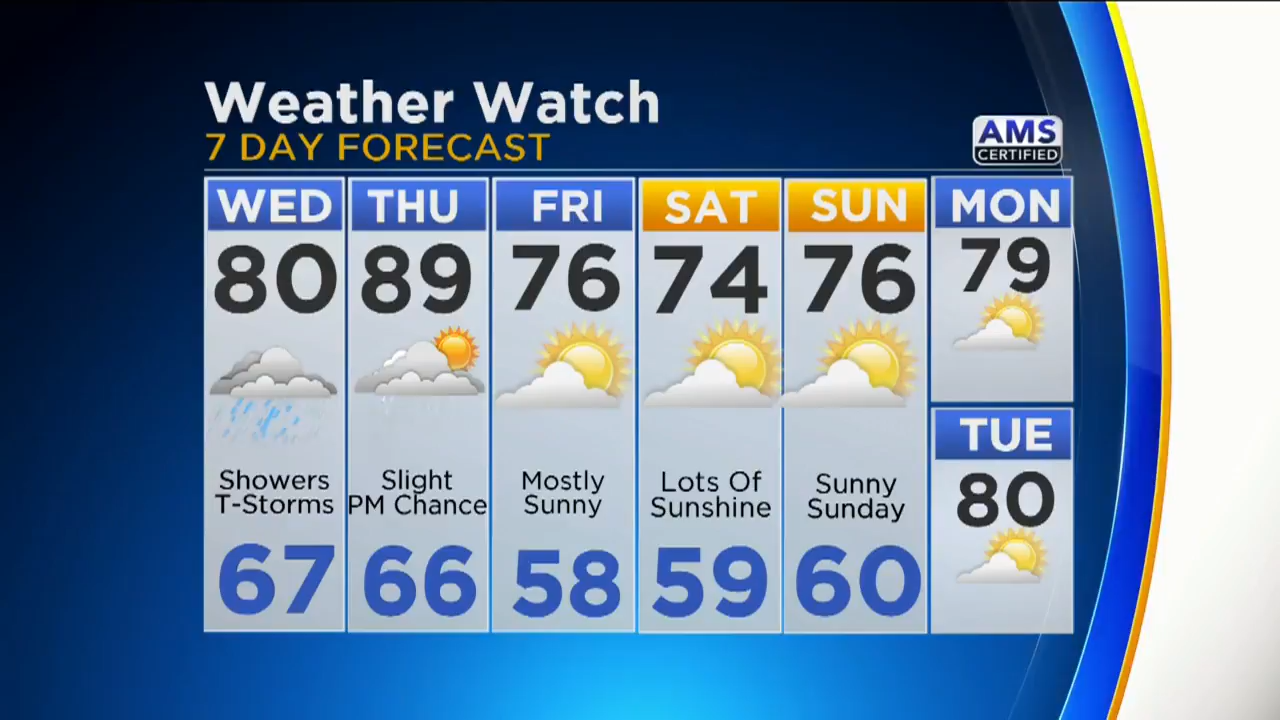 Weather Watch
7 DAY FORECAST
AMS
CERTIFIED
WED
80
Showers
T-Storms
67
THU
89
Slight
PM Chance
66
FRI
76
Mostly
Sunny
58
SAT
74
Lots Of
Sunshine
59
SUN
76
Sunny
Sunday
60
MON
79
TUE
80